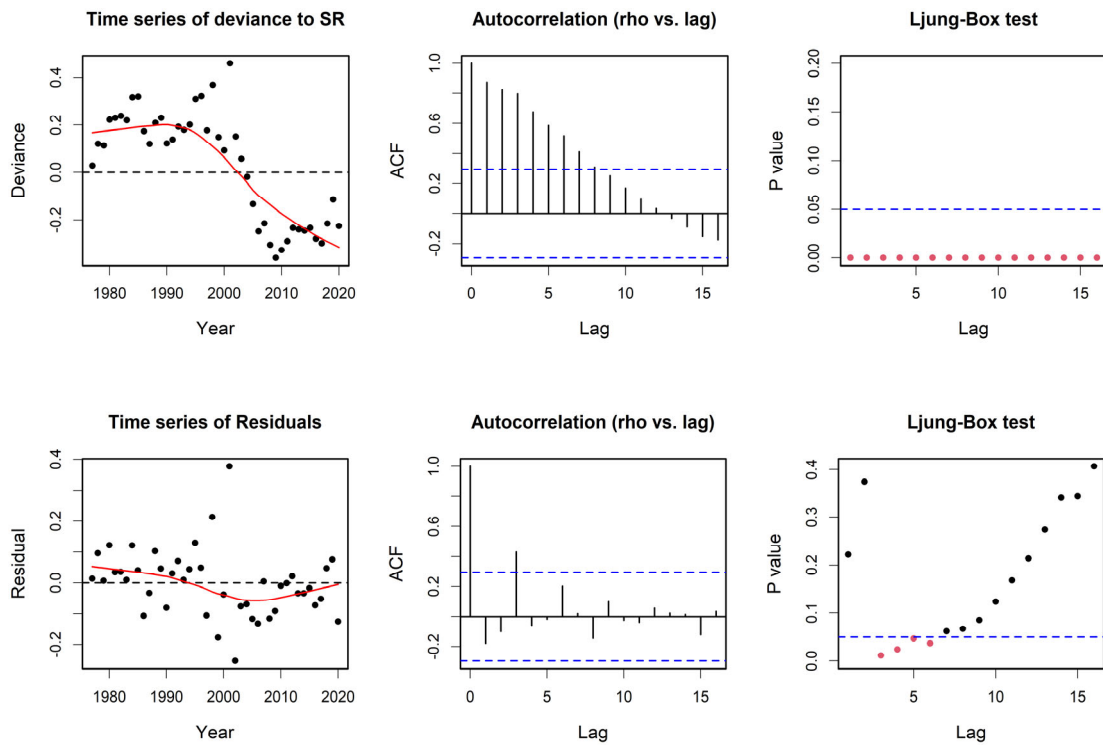 Time series of deviance to SR
Deviance
0.4
0.2
0.0
-0.2
1980 1990 2000 2010 2020
Year
Autocorrelation (rho vs. lag)
ACF
1.0
0.6
0.2
-0.2
0 5 10 15
Lag
Ljung-Box test
P value
0.20
0.15
0.10
0.05
0.00
5 10 15
Lag
Time series of Residuals
Residual
0.4
0.2
0.0
-0.2
1980 1990 2000 2010 2020
Year
Autocorrelation (rho vs. lag)
ACF
1.0
0.6
0.2
-0.2
0 5 10 15
Lag
Ljung-Box test
P value
0.4
0.3
0.2
0.1
0.0
5 10 15
Lag